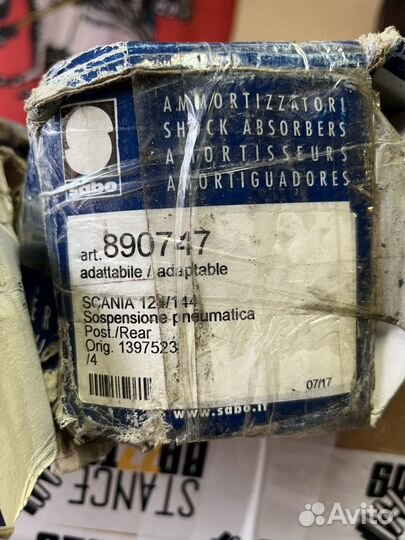 AMMORTIZZATORI
SHOCK ABSORBERS
AMORTISSEURS
AMORTIGUADORES
sabo
art. 890747
adattabile / adaptable
SCANIA 124/144
Sospensione pneumatica
Post./Rear
Orig. 1397523
/4
07/17
www.sabo.it
STANCE
Avito